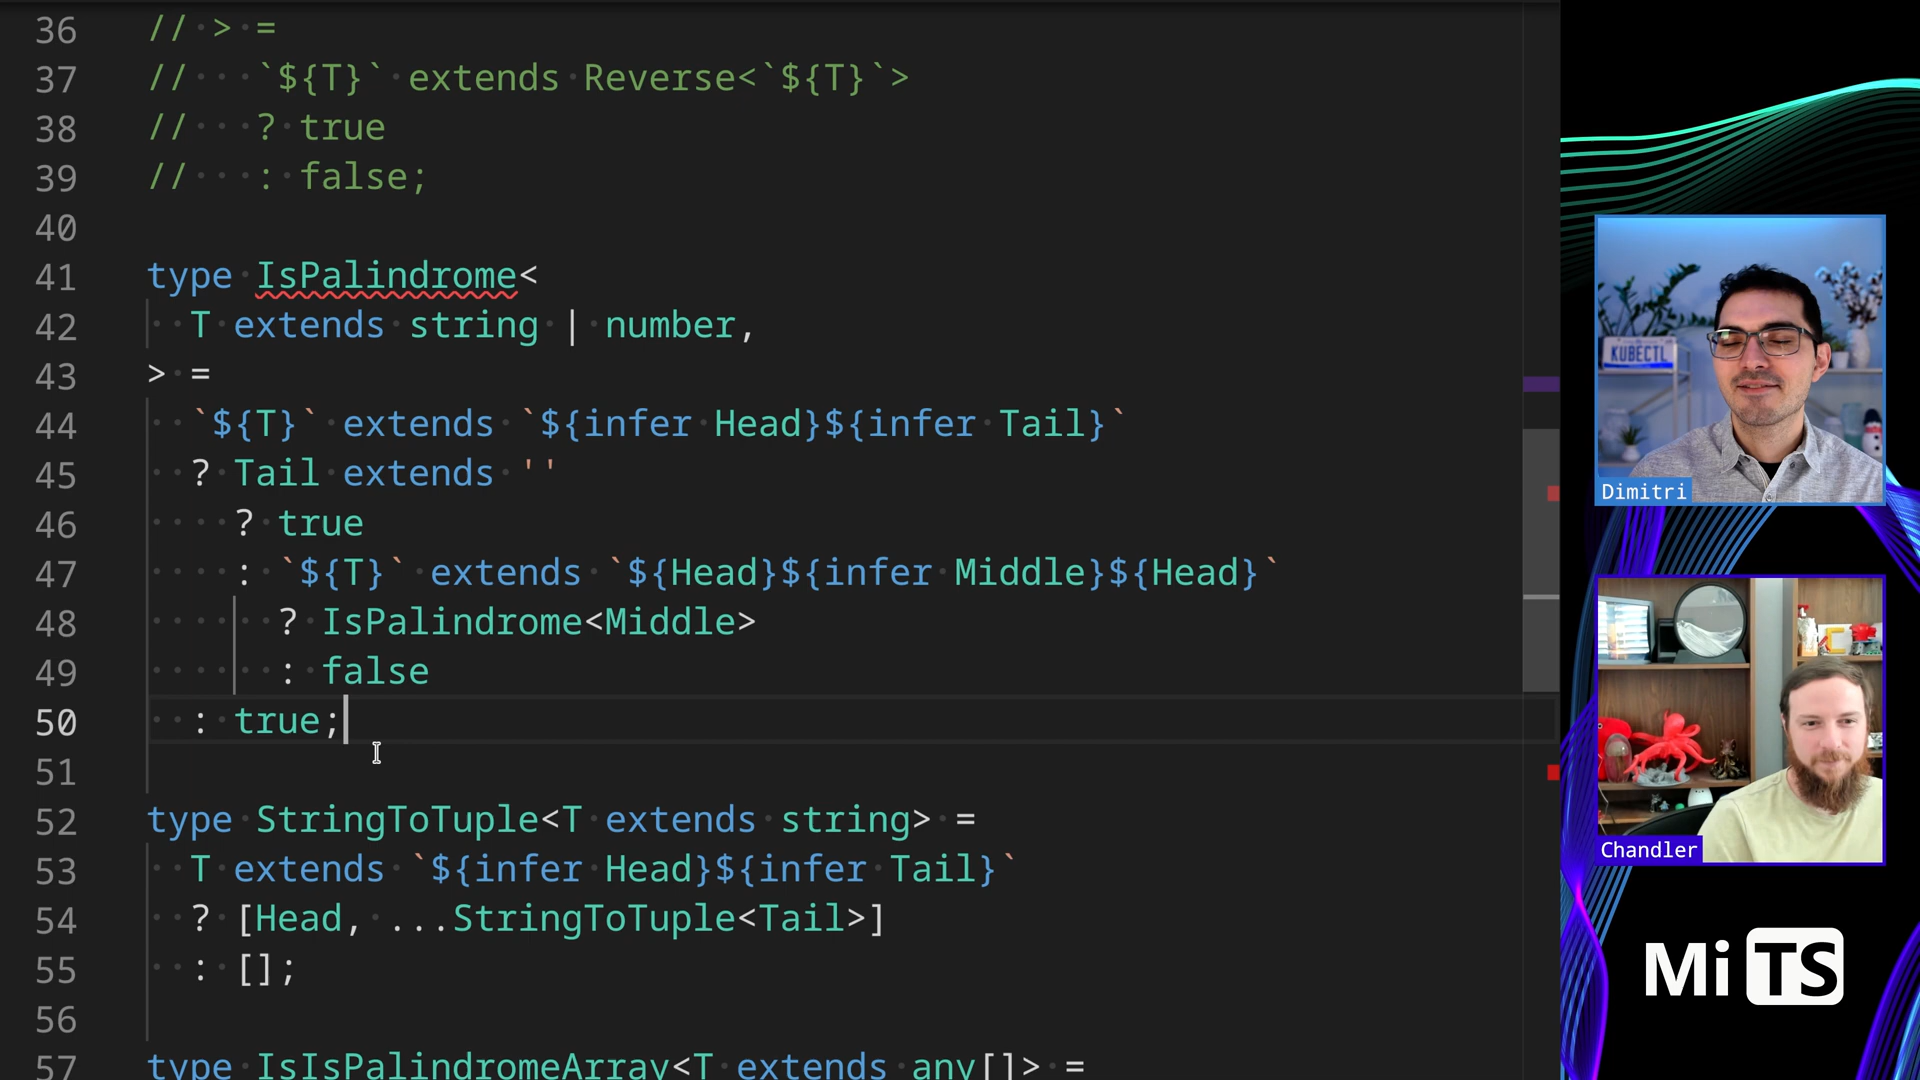 36 // > =
37 //   `${T}` extends Reverse<`${T}`>
38 //   ? true
39 //   : false;
40
41 type IsPalindrome<
42   T extends string | number,
43 > =
44   `${T}` extends `${infer Head}${infer Tail}`
45   ? Tail extends ''
46     ? true
47     : `${T}` extends `${Head}${infer Middle}${Head}`
48       ? IsPalindrome<Middle>
49       : false
50   : true;
51
52 type StringToTuple<T extends string> =
53   T extends `${infer Head}${infer Tail}`
54   ? [Head, ...StringToTuple<Tail>]
55   : [];
56
57 type IsIsPalindromeArray<T extends any[]> =
KUBECTL
Dimitri
Chandler
MiTS